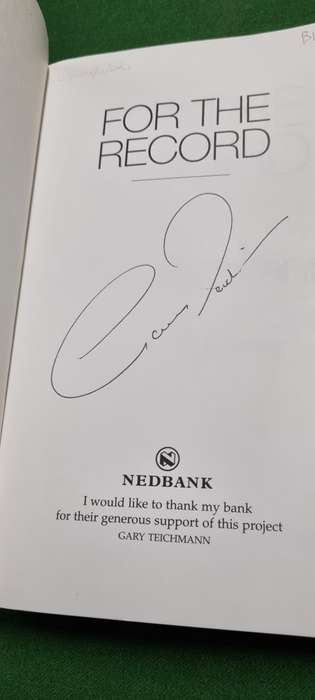 BI
FOR THE
RECORD
NEDBANK
I would like to thank my bank
for their generous support of this project
GARY TEICHMANN